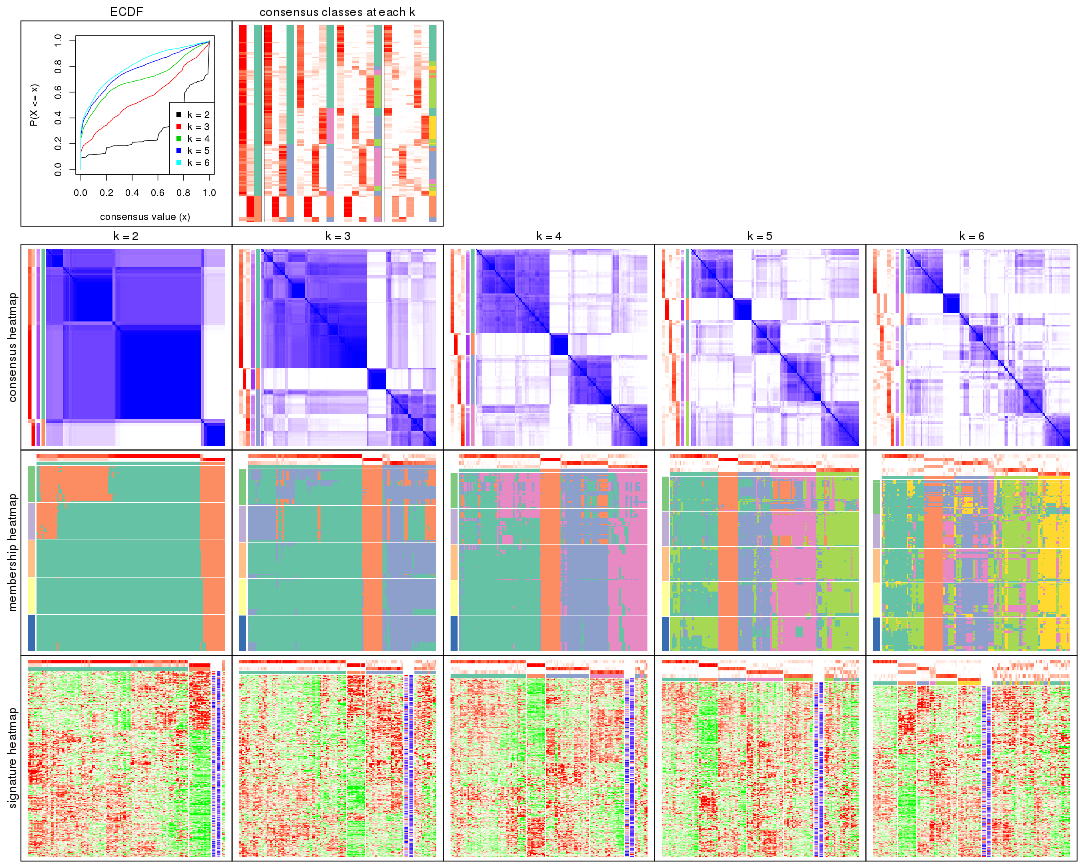 ECDF
consensus classes at each k
P(X <= x)
1.0
0.8
0.6
0.4
0.2
0.0
k = 2
k = 3
k = 4
k = 5
k = 6
0.0 0.2 0.4 0.6 0.8 1.0
consensus value (x)
k = 2 k = 3 k = 4 k = 5 k = 6
consensus heatmap
membership heatmap
signature heatmap